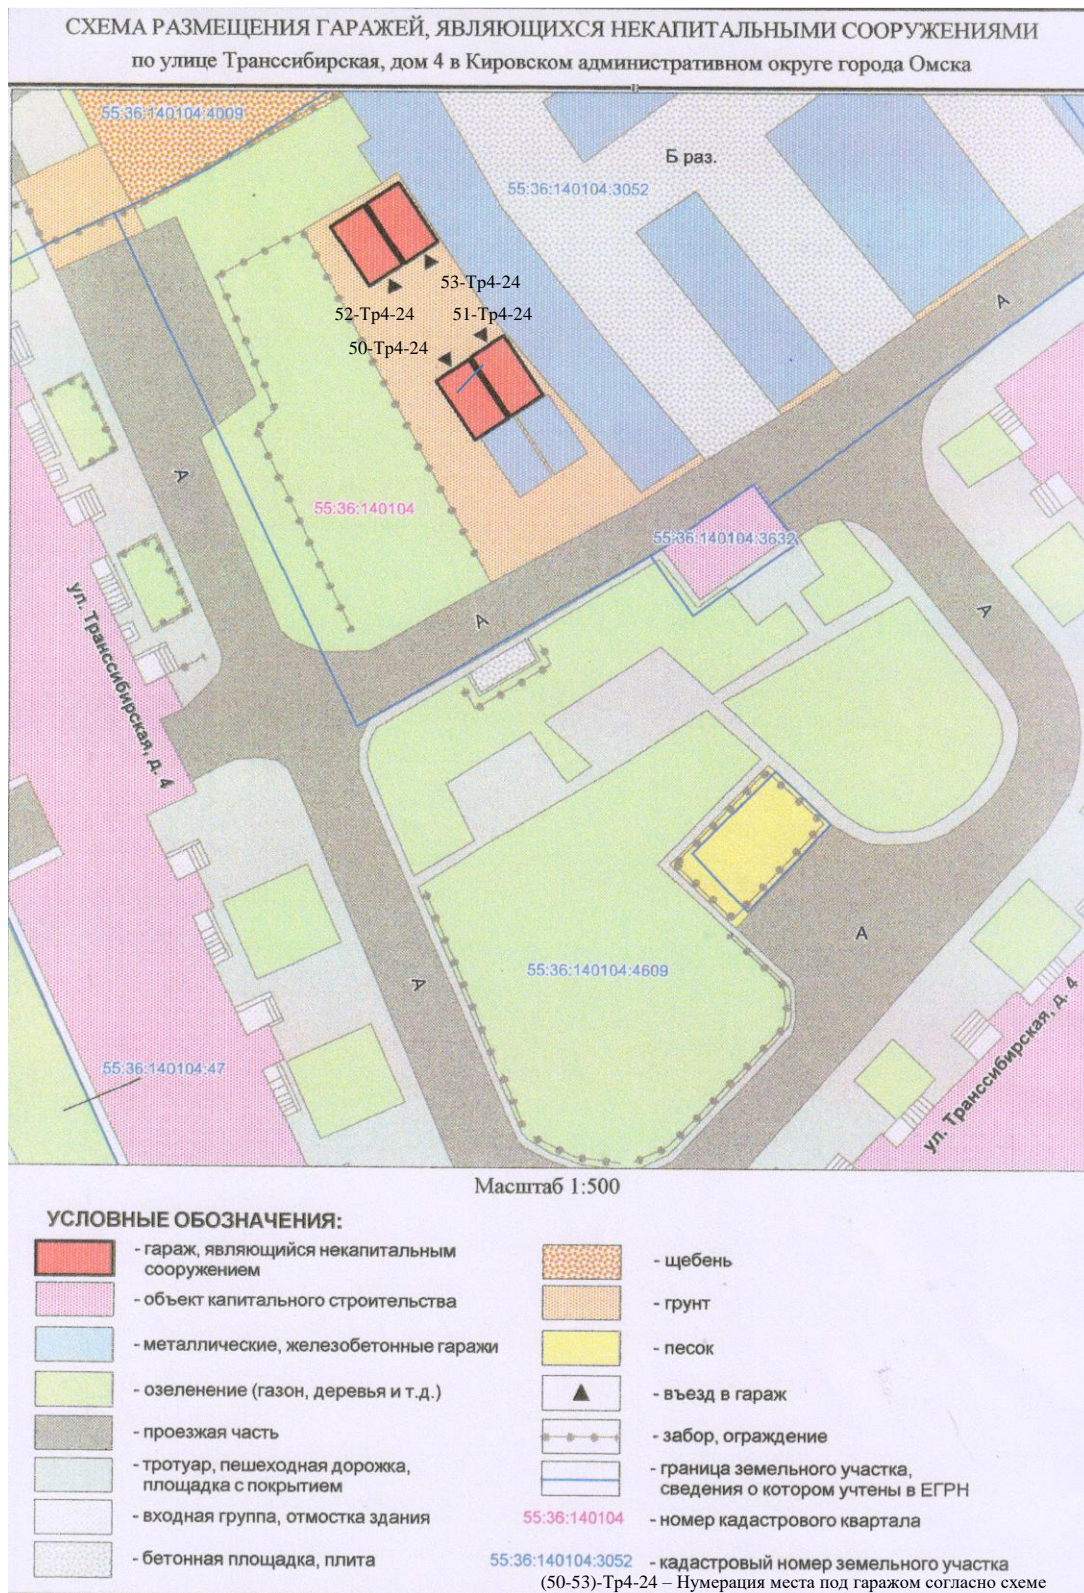 СХЕМА РАЗМЕЩЕНИЯ ГАРАЖЕЙ, ЯВЛЯЮЩИХСЯ НЕКАПИТАЛЬНЫМИ СООРУЖЕНИЯМИ
по улице Транссибирская, дом 4 в Кировском административном округе города Омска
55:36:140104:4009
Б раз.
55:36:140104:3052
53-Тр4-24
52-Тр4-24
51-Тр4-24
50-Тр4-24
А
А
55:36:140104
55:36:140104:3632
А
А
ул. Транссибирская, д. 4
А
55:36:140104:4609
А
55:36:140104:47
ул. Транссибирская, д. 4
Масштаб 1:500
УСЛОВНЫЕ ОБОЗНАЧЕНИЯ:
- гараж, являющийся некапитальным
сооружением
- объект капитального строительства
- металлические, железобетонные гаражи
- озеленение (газон, деревья и т.д.)
- проезжая часть
- тротуар, пешеходная дорожка,
площадка с покрытием
- входная группа, отмостка здания
- бетонная площадка, плита
- щебень
- грунт
- песок
- въезд в гараж
- забор, ограждение
- граница земельного участка,
сведения о котором учтены в ЕГРН
55:36:140104 - номер кадастрового квартала
55:36:140104:3052 - кадастровый номер земельного участка
(50-53)-Тр4-24 – Нумерация места под гаражом согласно схеме